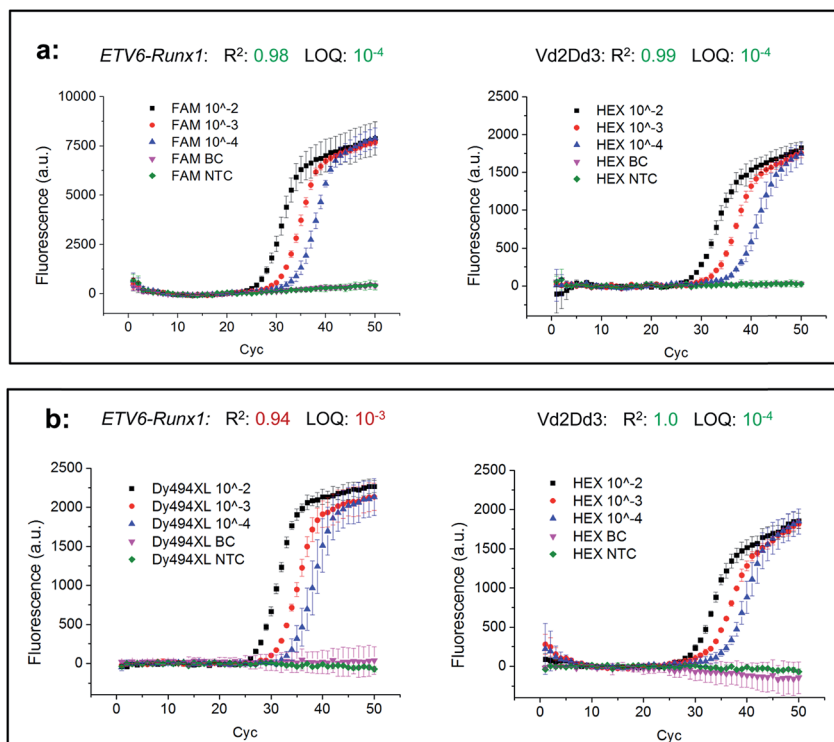 a:
ETV6-Runx1: R²: 0.98 LOQ: 10⁻⁴
Vd2Dd3: R²: 0.99 LOQ: 10⁻⁴
10000
7500
5000
2500
0
Fluorescence (a.u.)
FAM 10^-2
FAM 10^-3
FAM 10^-4
FAM BC
FAM NTC
0 10 20 30 40 50
Cyc
2500
2000
1500
1000
500
0
Fluorescence (a.u.)
HEX 10^-2
HEX 10^-3
HEX 10^-4
HEX BC
HEX NTC
0 10 20 30 40 50
Cyc
b:
ETV6-Runx1: R²: 0.94 LOQ: 10⁻³
Vd2Dd3: R²: 1.0 LOQ: 10⁻⁴
2500
2000
1500
1000
500
0
Fluorescence (a.u.)
Dy494XL 10^-2
Dy494XL 10^-3
Dy494XL 10^-4
Dy494XL BC
Dy494XL NTC
0 10 20 30 40 50
Cyc
2500
2000
1500
1000
500
0
Fluorescence (a.u.)
HEX 10^-2
HEX 10^-3
HEX 10^-4
HEX BC
HEX NTC
0 10 20 30 40 50
Cyc